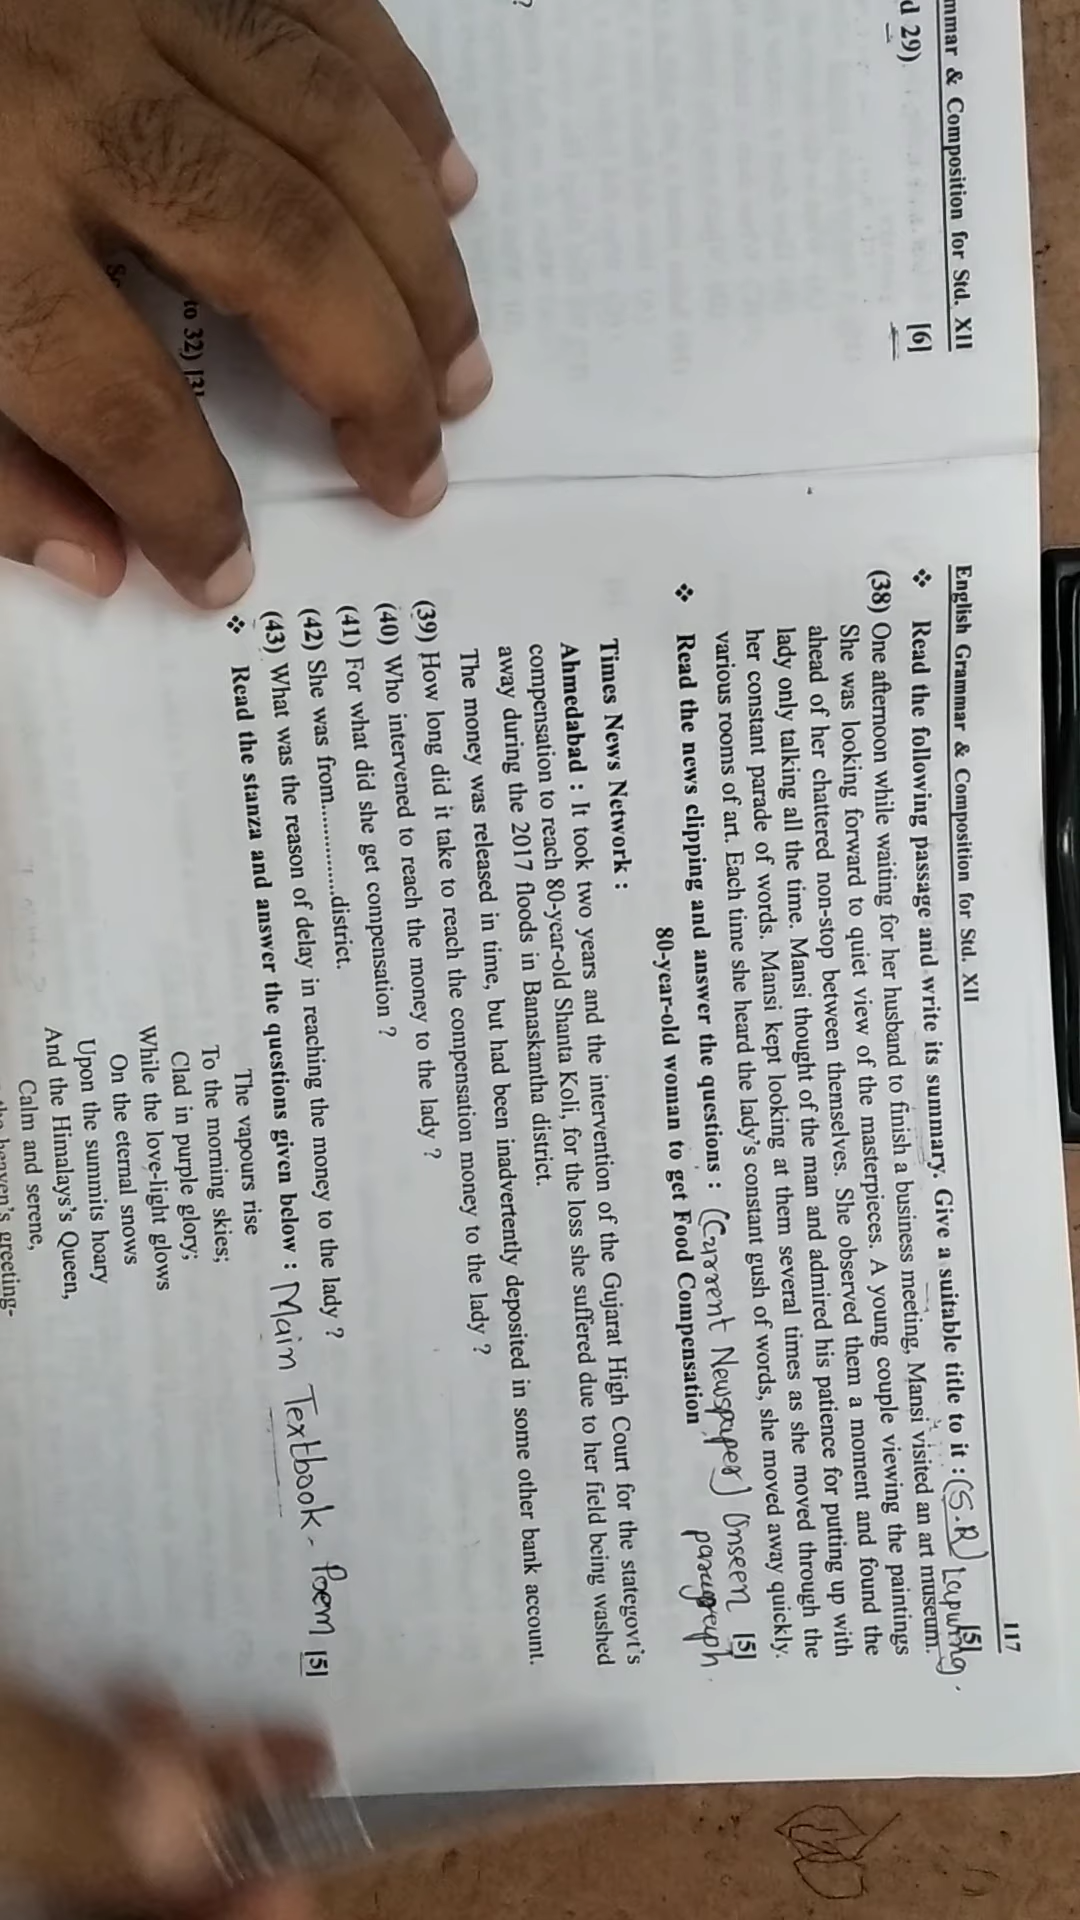 mmar & Composition for Std. XII
d 29)
[6]
?
to 32) [3]
English Grammar & Composition for Std. XII
117
❖ Read the following passage and write its summary. Give a suitable title to it : (S.R)
[5]
(38) One afternoon while waiting for her husband to finish a business meeting, Mansi visited an art museum.
She was looking forward to quiet view of the masterpieces. A young couple viewing the paintings
ahead of her chattered non-stop between themselves. She observed them a moment and found the
lady only talking all the time. Mansi thought of the man and admired his patience for putting up with
her constant parade of words. Mansi kept looking at them several times as she moved through the
various rooms of art. Each time she heard the lady's constant gush of words, she moved away quickly.
❖ Read the news clipping and answer the questions : (Current Newspaper) Unseen paragraph. [5]
80-year-old woman to get Food Compensation
Times News Network :
Ahmedabad : It took two years and the intervention of the Gujarat High Court for the stategovt's
compensation to reach 80-year-old Shanta Koli, for the loss she suffered due to her field being washed
away during the 2017 floods in Banaskantha district.
The money was released in time, but had been inadvertently deposited in some other bank account.
(39) How long did it take to reach the compensation money to the lady ?
(40) Who intervened to reach the money to the lady ?
(41) For what did she get compensation ?
(42) She was from...............district.
(43) What was the reason of delay in reaching the money to the lady ?
❖ Read the stanza and answer the questions given below : Main Textbook - Poem [5]
The vapours rise
To the morning skies;
Clad in purple glory;
While the love-light glows
On the eternal snows
Upon the summits hoary
And the Himalays's Queen,
Calm and serene,
heaven's greeting-